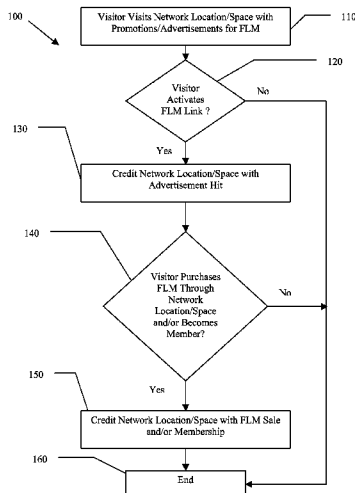 100
Visitor Visits Network Location/Space with
Promotions/Advertisements for FLM
110
120
Visitor
Activates
FLM Link ?
No
130
Yes
Credit Network Location/Space with
Advertisement Hit
140
Visitor Purchases
FLM Through
Network
Location/Space
and/or Becomes
Member?
No
150
Yes
Credit Network Location/Space with FLM Sale
and/or Membership
160
End